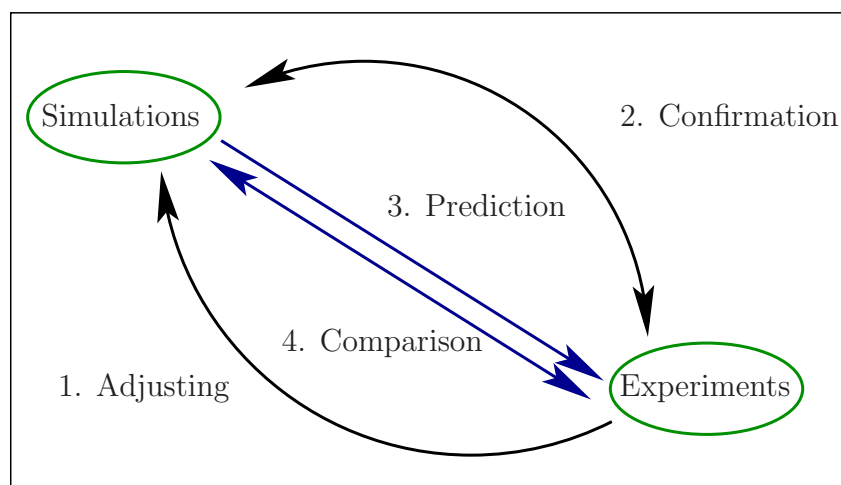 Simulations
2. Confirmation
3. Prediction
4. Comparison
1. Adjusting
Experiments